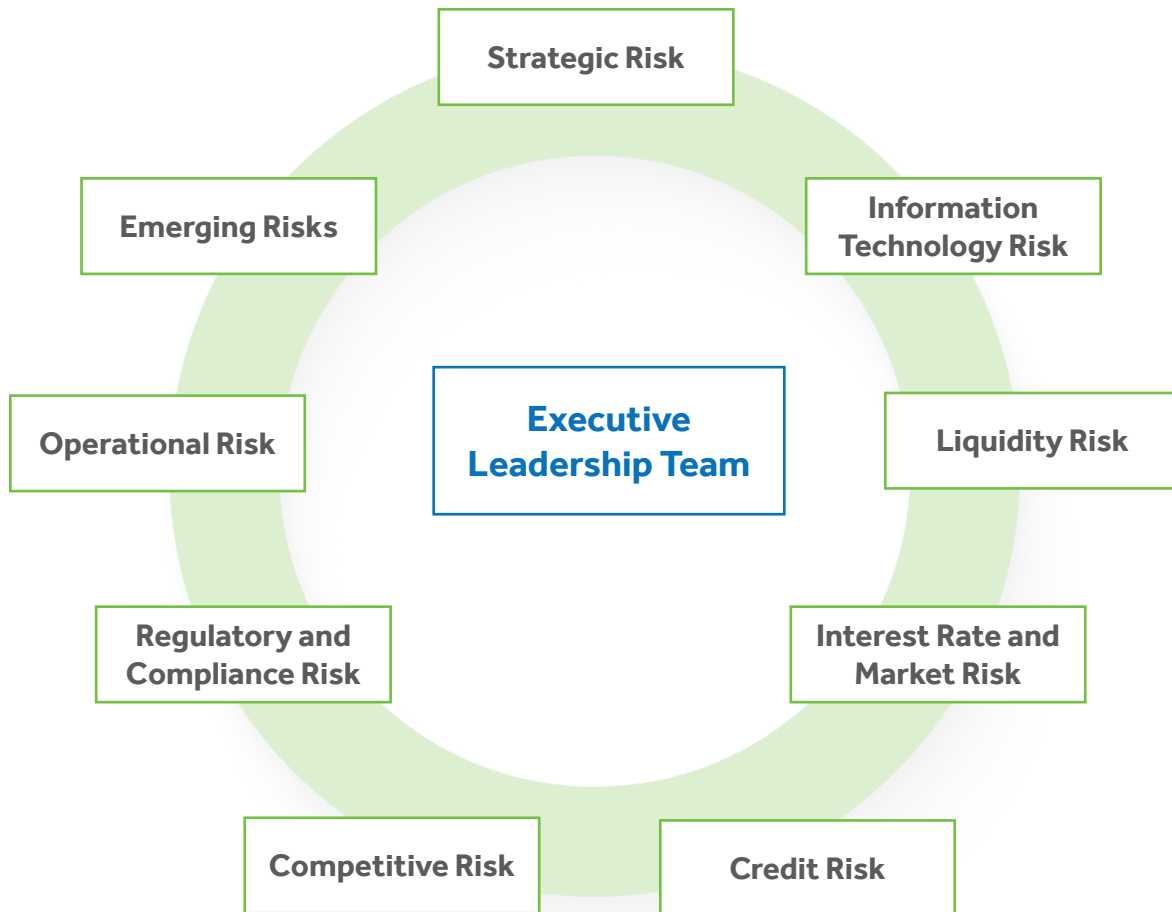 Strategic Risk
Emerging Risks
Information
Technology Risk
Executive
Leadership Team
Operational Risk
Liquidity Risk
Regulatory and
Compliance Risk
Interest Rate and
Market Risk
Competitive Risk
Credit Risk